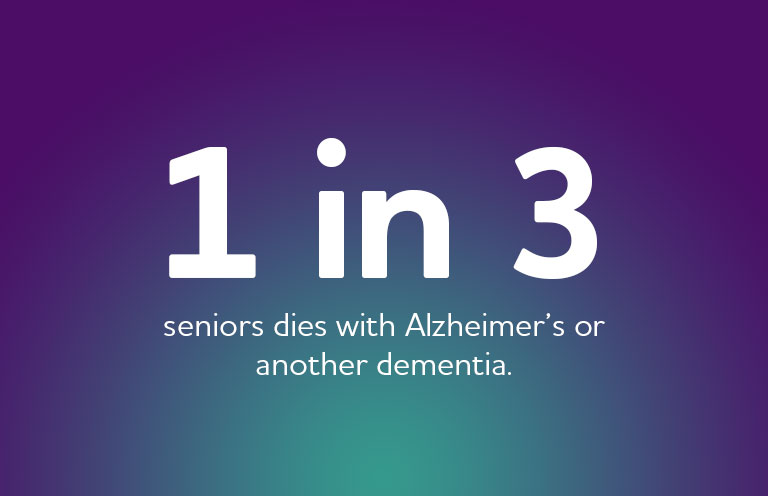 1 in 3
seniors dies with Alzheimer’s or
another dementia.